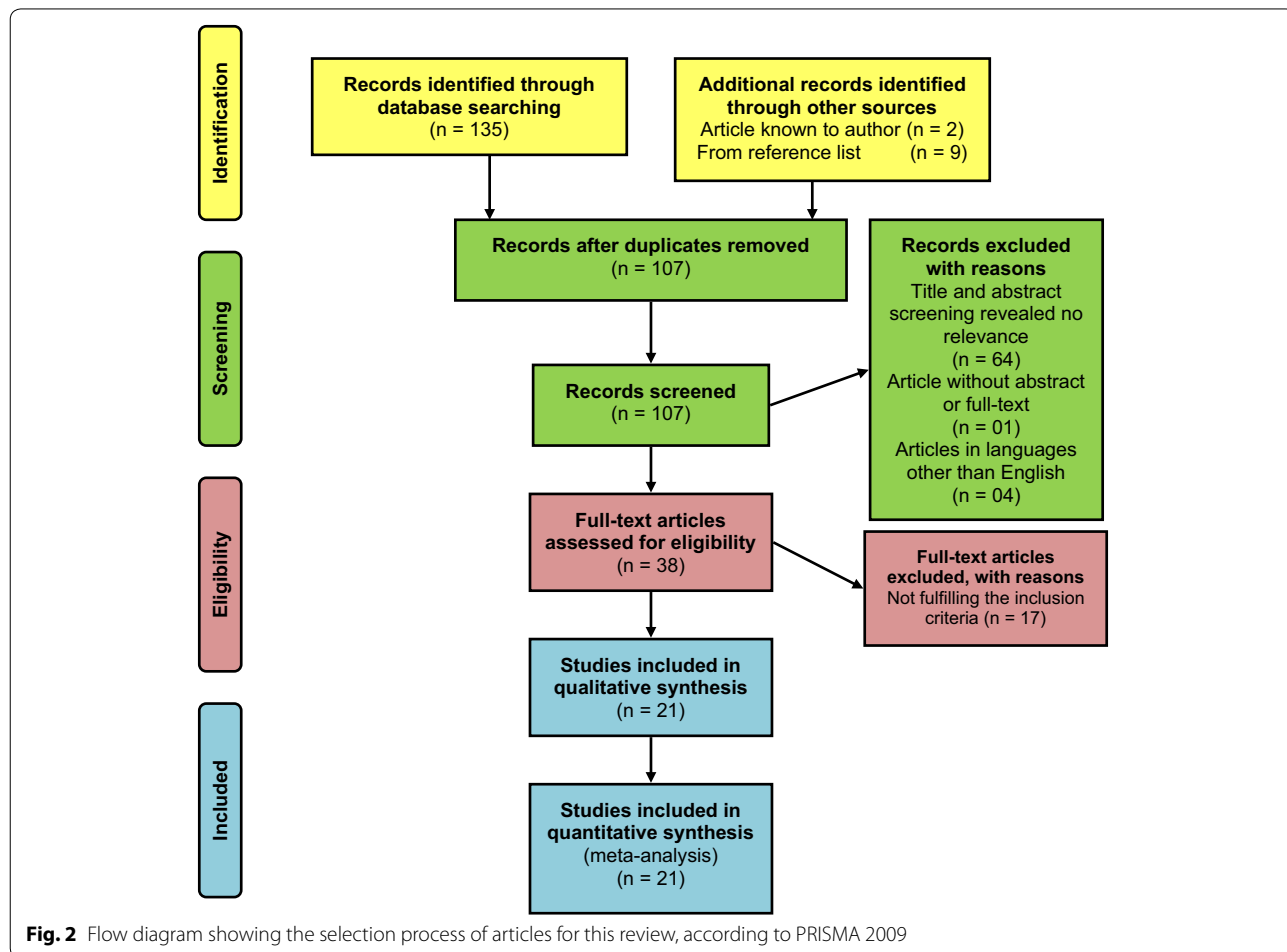 Identification
Records identified through
database searching
(n = 135)
Additional records identified
through other sources
Article known to author (n = 2)
From reference list (n = 9)
Screening
Records after duplicates removed
(n = 107)
Records screened
(n = 107)
Records excluded
with reasons
Title and abstract
screening revealed no
relevance
(n = 64)
Article without abstract
or full-text
(n = 01)
Articles in languages
other than English
(n = 04)
Eligibility
Full-text articles
assessed for eligibility
(n = 38)
Full-text articles
excluded, with reasons
Not fulfilling the inclusion
criteria (n = 17)
Included
Studies included in
qualitative synthesis
(n = 21)
Studies included in
quantitative synthesis
(meta-analysis)
(n = 21)
Fig. 2 Flow diagram showing the selection process of articles for this review, according to PRISMA 2009